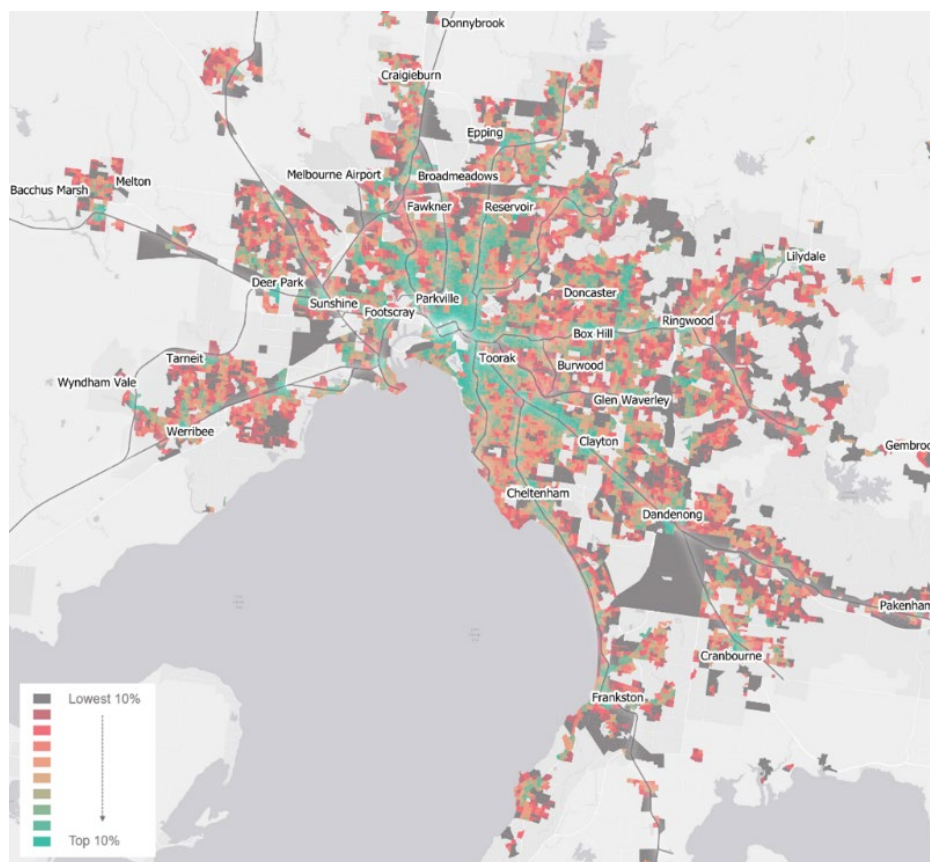 Donnybrook
Craigieburn
Epping
Melbourne Airport
Broadmeadows
Melton
Bacchus Marsh
Fawkner
Reservoir
Lilydale
Deer Park
Doncaster
Parkville
Sunshine
Footscray
Ringwood
Box Hill
Toorak
Tarneit
Burwood
Wyndham Vale
Glen Waverley
Werribee
Clayton
Gembroo
Cheltenham
Dandenong
Pakenham
Cranbourne
Frankston
Lowest 10%
Top 10%